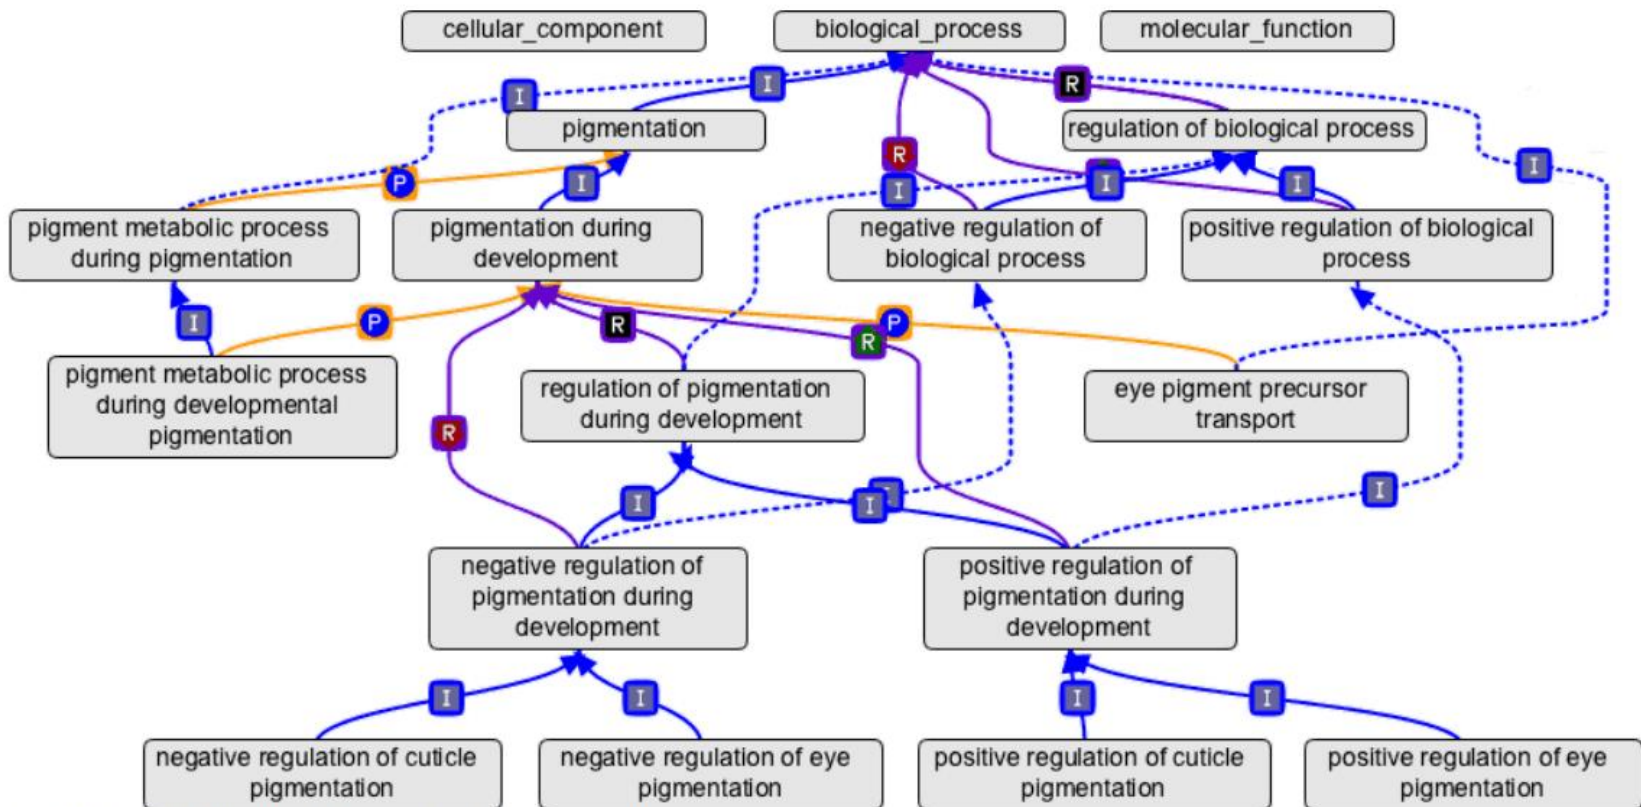 cellular_component
biological_process
molecular_function
I
I
R
pigmentation
regulation of biological process
P
I
R
I
I
I
I
pigment metabolic process
during pigmentation
pigmentation during
development
negative regulation of
biological process
positive regulation of biological
process
I
P
R
R
P
pigment metabolic process
during developmental
pigmentation
regulation of pigmentation
during development
eye pigment precursor
transport
R
I
I
I
I
negative regulation of
pigmentation during
development
positive regulation of
pigmentation during
development
I
I
I
I
negative regulation of cuticle
pigmentation
negative regulation of eye
pigmentation
positive regulation of cuticle
pigmentation
positive regulation of eye
pigmentation